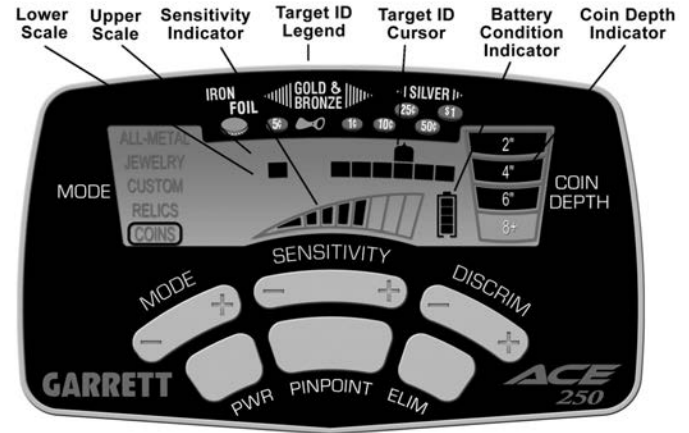 Lower Scale
Upper Scale
Sensitivity Indicator
Target ID Legend
Target ID Cursor
Battery Condition Indicator
Coin Depth Indicator
IRON
FOIL
GOLD & BRONZE
SILVER
5¢
1¢
10¢
25¢
50¢
$1
MODE
ALL-METAL
JEWELRY
CUSTOM
RELICS
COINS
2"
4"
6"
8+
COIN DEPTH
SENSITIVITY
MODE
DISCRIM
- +
- +
- +
GARRETT
PWR
PINPOINT
ELIM
ACE
250